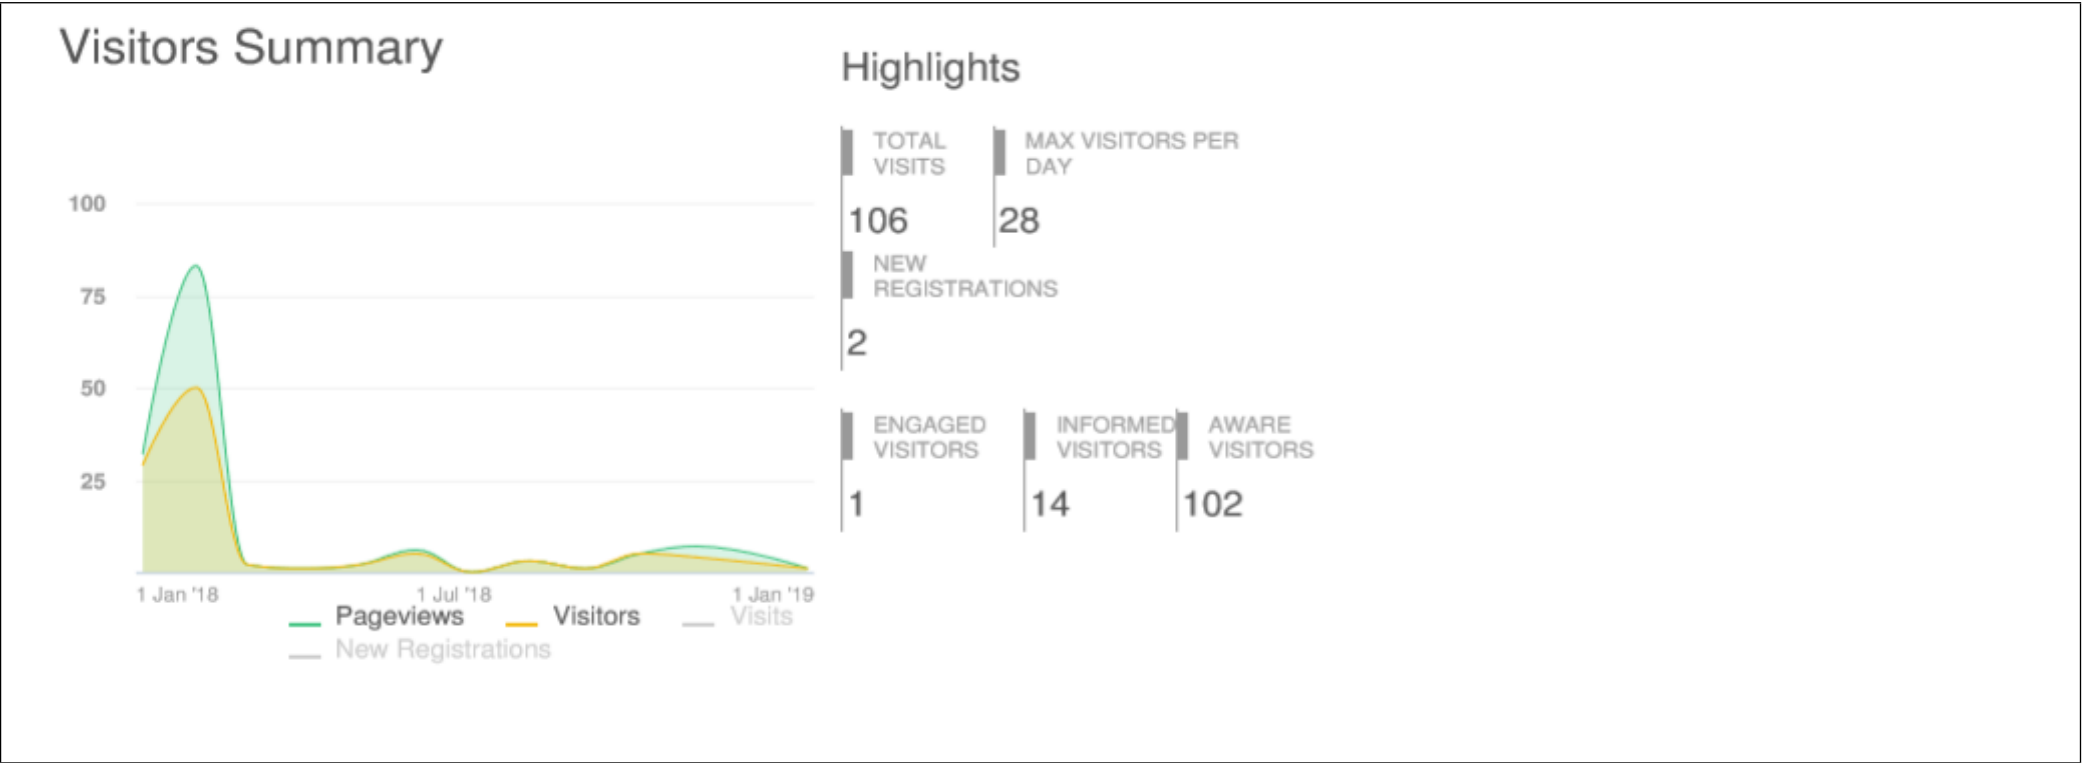 Visitors Summary
100
75
50
25
1 Jan '18
1 Jul '18
1 Jan '19
Pageviews
Visitors
Visits
New Registrations
Highlights
TOTAL
VISITS
106
MAX VISITORS PER
DAY
28
NEW
REGISTRATIONS
2
ENGAGED
VISITORS
1
INFORMED
VISITORS
14
AWARE
VISITORS
102